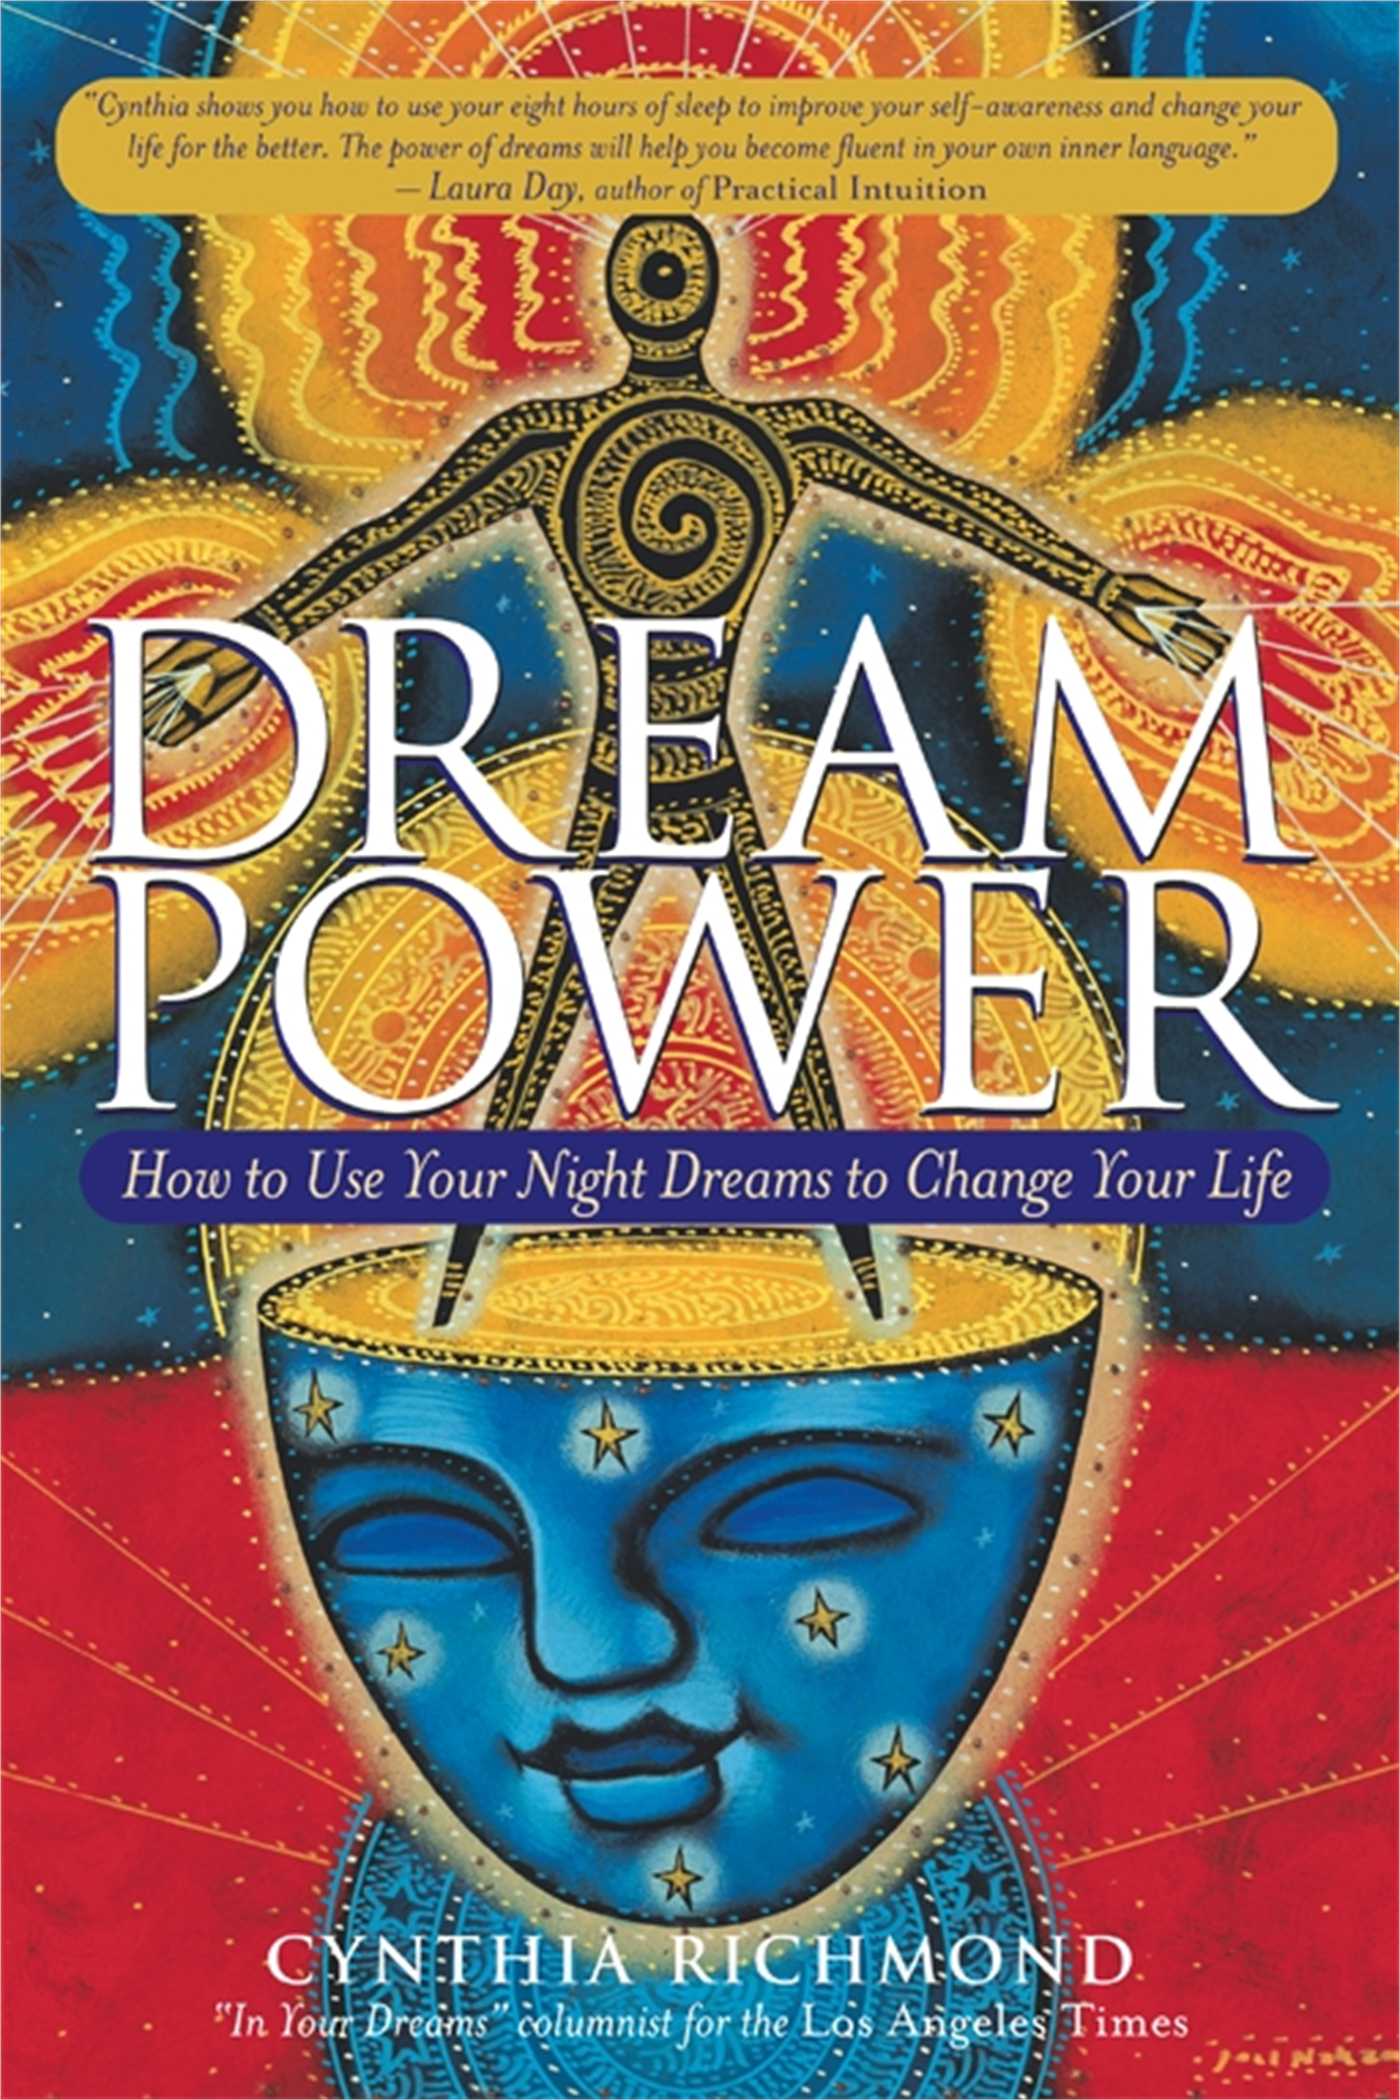 "Cynthia shows you how to use your eight hours of sleep to improve your self-awareness and change your
life for the better. The power of dreams will help you become fluent in your own inner language."
— Laura Day, author of Practical Intuition
DREAM
POWER
How to Use Your Night Dreams to Change Your Life
CYNTHIA RICHMOND
"In Your Dreams" columnist for the Los Angeles Times